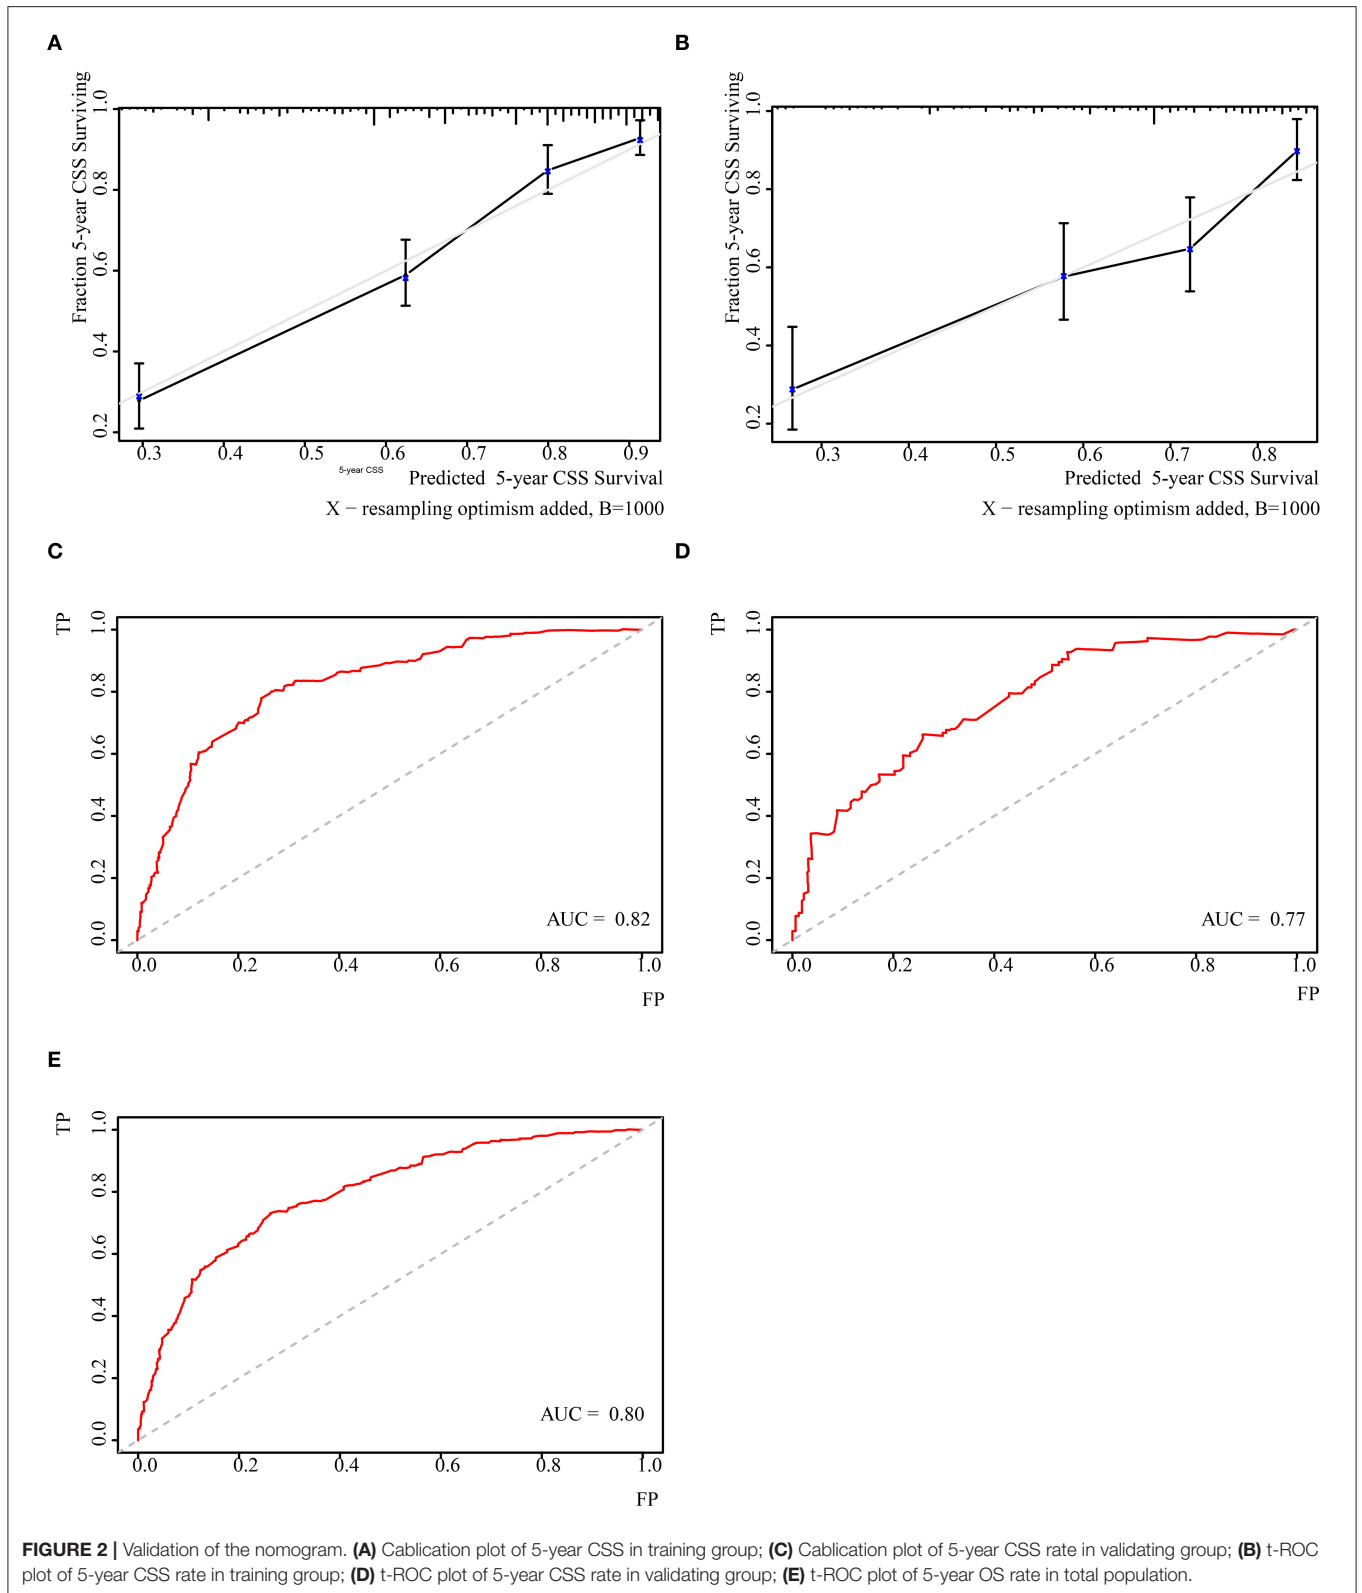 A
B
Fraction 5-year CSS Surviving
1.0
0.8
0.6
0.4
0.2
0.3 0.4 0.5 0.6 0.7 0.8 0.9
5-year CSS
Predicted 5-year CSS Survival
X − resampling optimism added, B=1000
Fraction 5-year CSS Surviving
1.0
0.8
0.6
0.4
0.2
0.3 0.4 0.5 0.6 0.7 0.8
Predicted 5-year CSS Survival
X − resampling optimism added, B=1000
C
D
TP
1.0
0.8
0.6
0.4
0.2
0.0
AUC = 0.82
0.0 0.2 0.4 0.6 0.8 1.0
FP
TP
1.0
0.8
0.6
0.4
0.2
0.0
AUC = 0.77
0.0 0.2 0.4 0.6 0.8 1.0
FP
E
TP
1.0
0.8
0.6
0.4
0.2
0.0
AUC = 0.80
0.0 0.2 0.4 0.6 0.8 1.0
FP
FIGURE 2 | Validation of the nomogram. (A) Cablication plot of 5-year CSS in training group; (C) Cablication plot of 5-year CSS rate in validating group; (B) t-ROC
plot of 5-year CSS rate in training group; (D) t-ROC plot of 5-year CSS rate in validating group; (E) t-ROC plot of 5-year OS rate in total population.